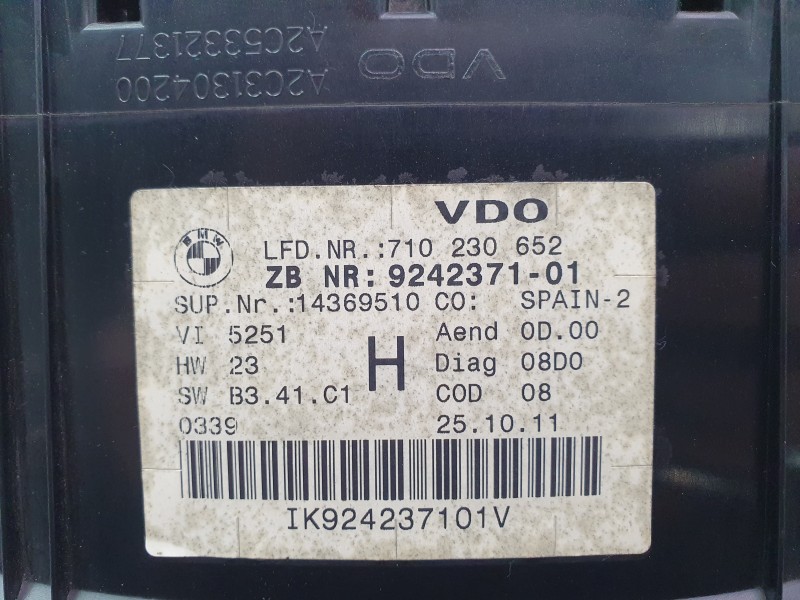 A2C53321377
A2C31304200
VDO
VDO
BMW
LFD.NR.:710 230 652
ZB NR: 9242371-01
SUP.Nr.:14369510 CO: SPAIN-2
VI 5251 Aend 0D.00
HW 23 H Diag 08D0
SW B3.41.C1 COD 08
0339 25.10.11
IK924237101V